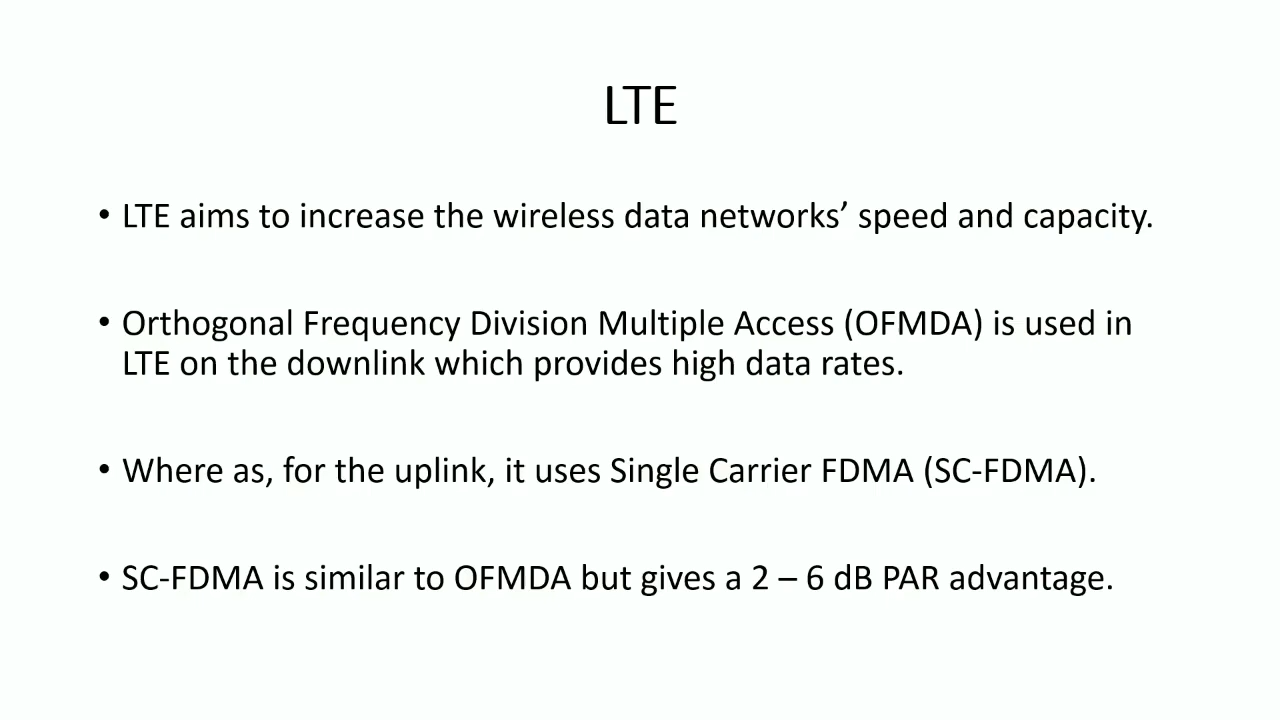 LTE
• LTE aims to increase the wireless data networks’ speed and capacity.
• Orthogonal Frequency Division Multiple Access (OFMDA) is used in
LTE on the downlink which provides high data rates.
• Where as, for the uplink, it uses Single Carrier FDMA (SC-FDMA).
• SC-FDMA is similar to OFMDA but gives a 2 – 6 dB PAR advantage.